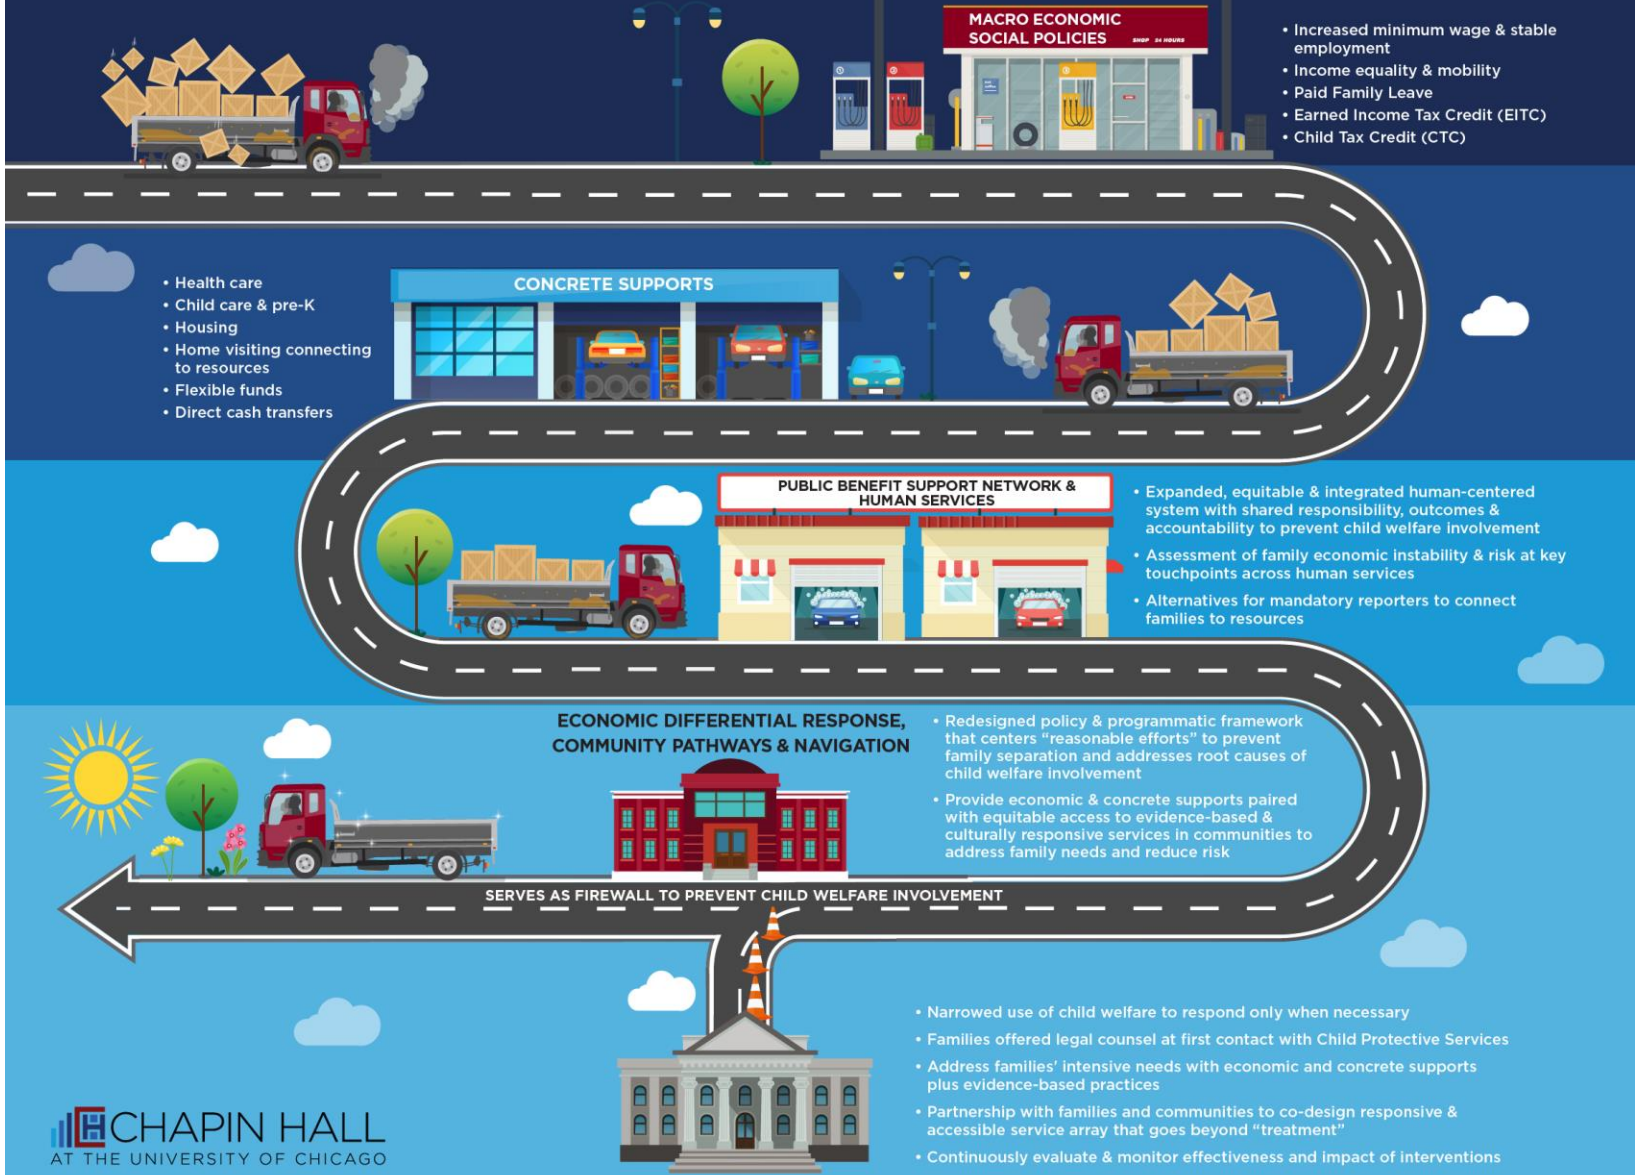 MACRO ECONOMIC
SOCIAL POLICIES
SHOP 24 HOURS
• Increased minimum wage & stable
employment
• Income equality & mobility
• Paid Family Leave
• Earned Income Tax Credit (EITC)
• Child Tax Credit (CTC)
• Health care
• Child care & pre-K
• Housing
• Home visiting connecting
to resources
• Flexible funds
• Direct cash transfers
CONCRETE SUPPORTS
PUBLIC BENEFIT SUPPORT NETWORK &
HUMAN SERVICES
• Expanded, equitable & integrated human-centered
system with shared responsibility, outcomes &
accountability to prevent child welfare involvement
• Assessment of family economic instability & risk at key
touchpoints across human services
• Alternatives for mandatory reporters to connect
families to resources
ECONOMIC DIFFERENTIAL RESPONSE,
COMMUNITY PATHWAYS & NAVIGATION
• Redesigned policy & programmatic framework
that centers “reasonable efforts” to prevent
family separation and addresses root causes of
child welfare involvement
• Provide economic & concrete supports paired
with equitable access to evidence-based &
culturally responsive services in communities to
address family needs and reduce risk
SERVES AS FIREWALL TO PREVENT CHILD WELFARE INVOLVEMENT
• Narrowed use of child welfare to respond only when necessary
• Families offered legal counsel at first contact with Child Protective Services
• Address families’ intensive needs with economic and concrete supports
plus evidence-based practices
• Partnership with families and communities to co-design responsive &
accessible service array that goes beyond “treatment”
• Continuously evaluate & monitor effectiveness and impact of interventions
CHAPIN HALL
AT THE UNIVERSITY OF CHICAGO